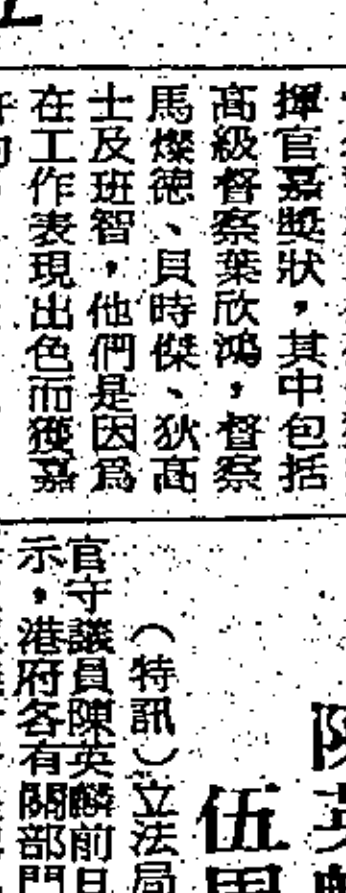 揮官嘉奬狀，其中包括
高級督察葉欣鴻，督察
馬燦德、貝時傑、狄高
士及班智，他們是因爲
在工作表現出色而獲嘉
伍
（特訊）立法局
官守議員陳英麟前
示，港府各有關部門